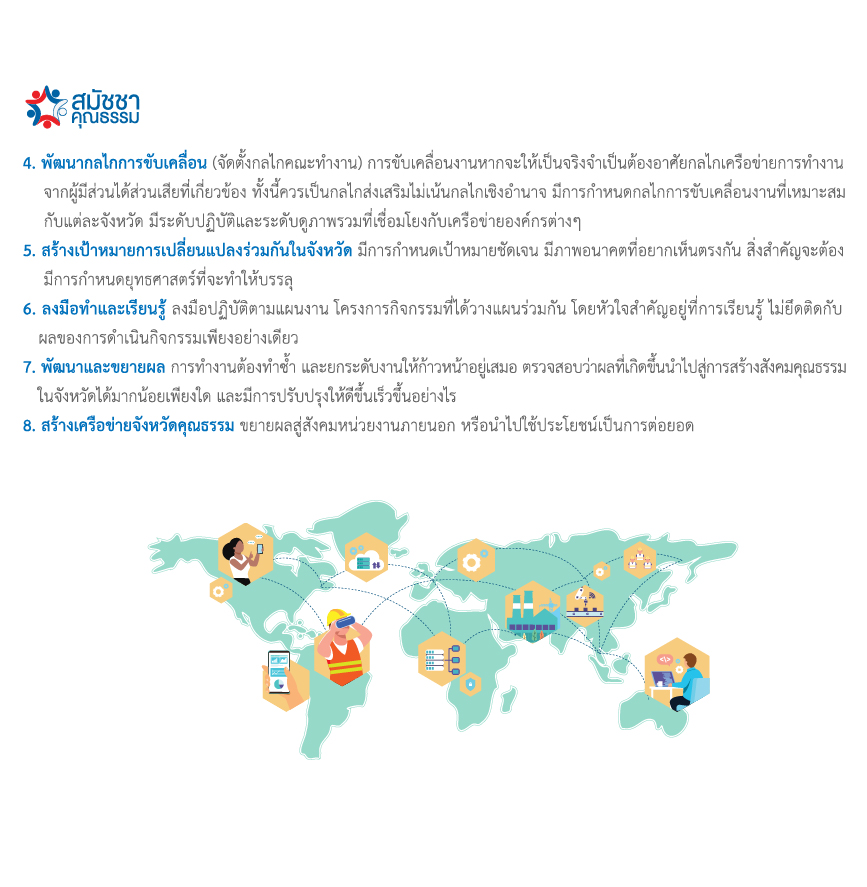 สมัชชา
คุณธรรม
4. พัฒนากลไกการขับเคลื่อน (จัดตั้งกลไกคณะทำงาน) การขับเคลื่อนงานหากจะให้เป็นจริงจำเป็นต้องอาศัยกลไกเครือข่ายการทำงาน
จากผู้มีส่วนได้ส่วนเสียที่เกี่ยวข้อง ทั้งนี้ควรเป็นกลไกส่งเสริมไม่เน้นกลไกเชิงอำนาจ มีการกำหนดกลไกการขับเคลื่อนงานที่เหมาะสม
กับแต่ละจังหวัด มีระดับปฏิบัติและระดับดูภาพรวมที่เชื่อมโยงกับเครือข่ายองค์กรต่างๆ
5. สร้างเป้าหมายการเปลี่ยนแปลงร่วมกันในจังหวัด มีการกำหนดเป้าหมายชัดเจน มีภาพอนาคตที่อยากเห็นตรงกัน สิ่งสำคัญจะต้อง
มีการกำหนดยุทธศาสตร์ที่จะทำให้บรรลุ
6. ลงมือทำและเรียนรู้ ลงมือปฏิบัติตามแผนงาน โครงการกิจกรรมที่ได้วางแผนร่วมกัน โดยหัวใจสำคัญอยู่ที่การเรียนรู้ ไม่ยึดติดกับ
ผลของการดำเนินกิจกรรมเพียงอย่างเดียว
7. พัฒนาและขยายผล การทำงานต้องทำซ้ำ และยกระดับงานให้ก้าวหน้าอยู่เสมอ ตรวจสอบว่าผลที่เกิดขึ้นนำไปสู่การสร้างสังคมคุณธรรม
ในจังหวัดได้มากน้อยเพียงใด และมีการปรับปรุงให้ดีขึ้นเร็วขึ้นอย่างไร
8. สร้างเครือข่ายจังหวัดคุณธรรม ขยายผลสู่สังคมหน่วยงานภายนอก หรือนำไปใช้ประโยชน์เป็นการต่อยอด